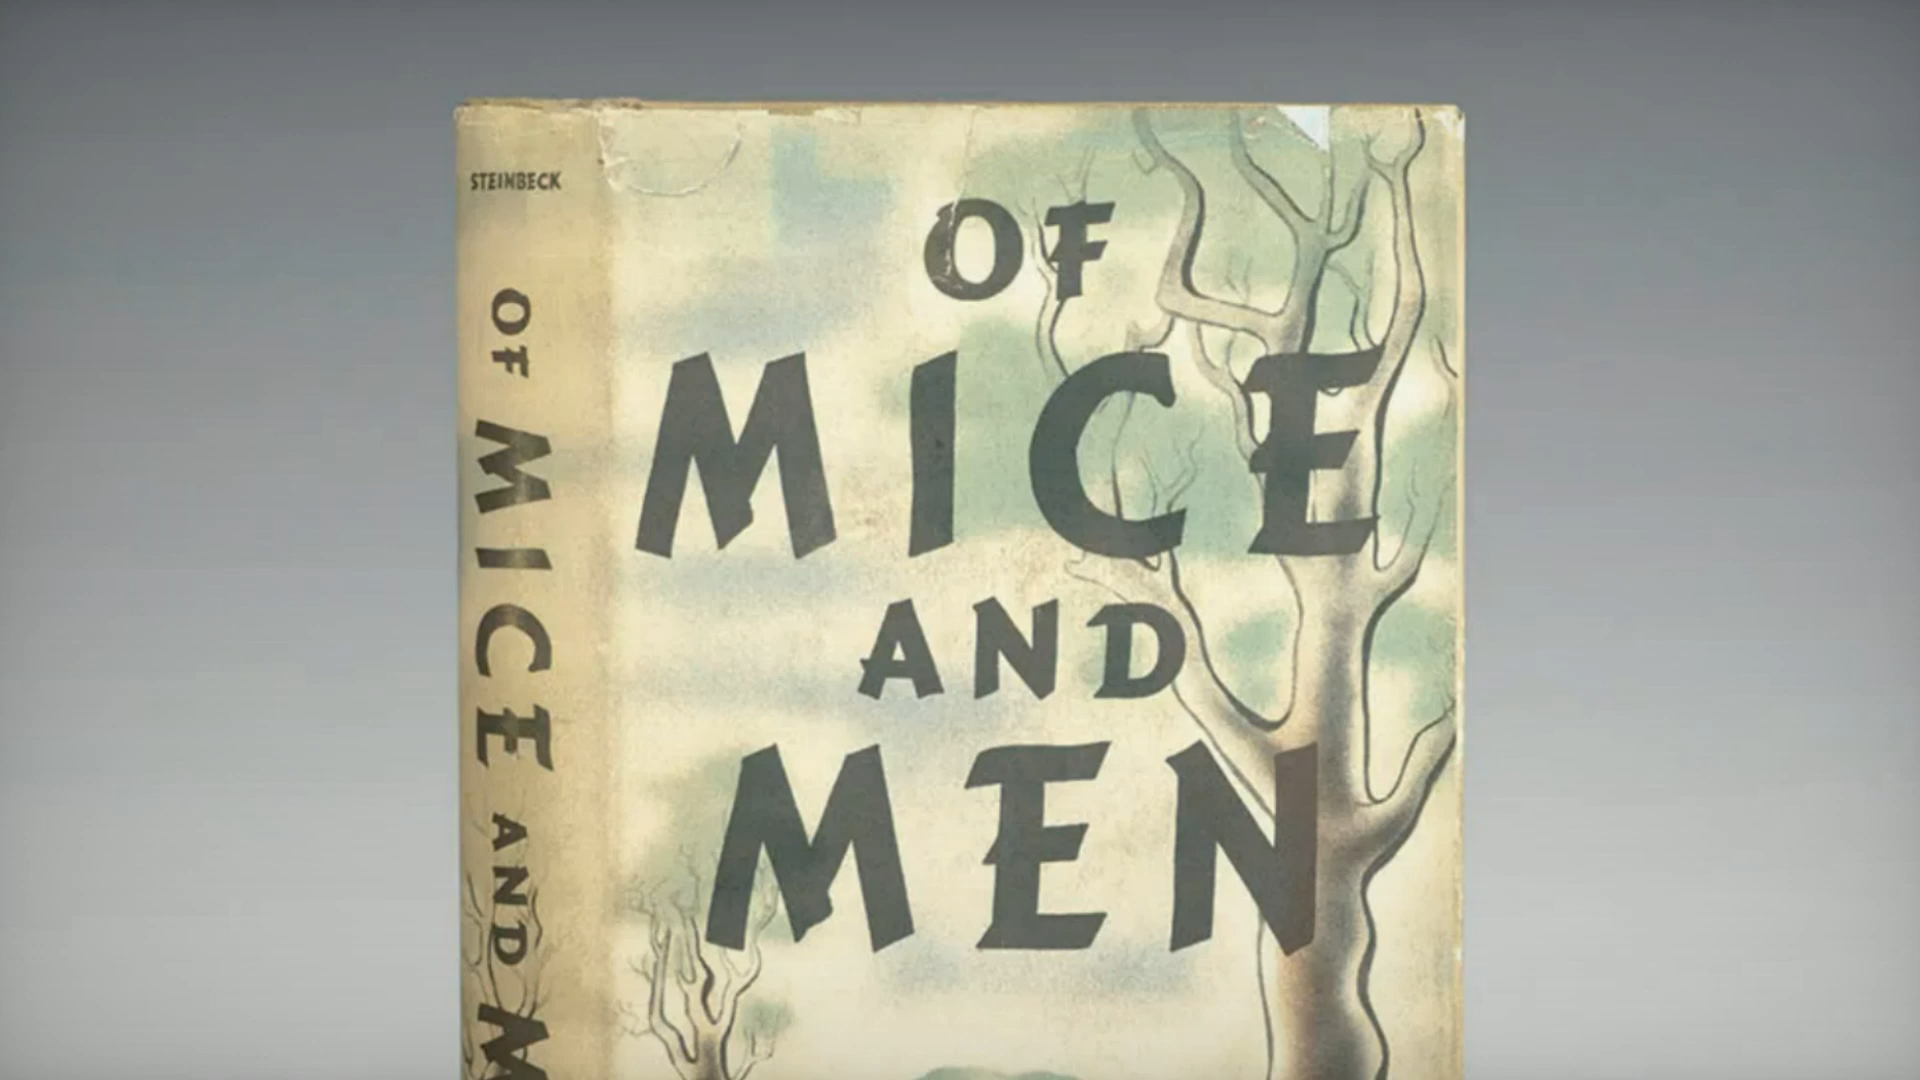 STEINBECK
OF MICE AND M
OF
MICE
AND
MEN